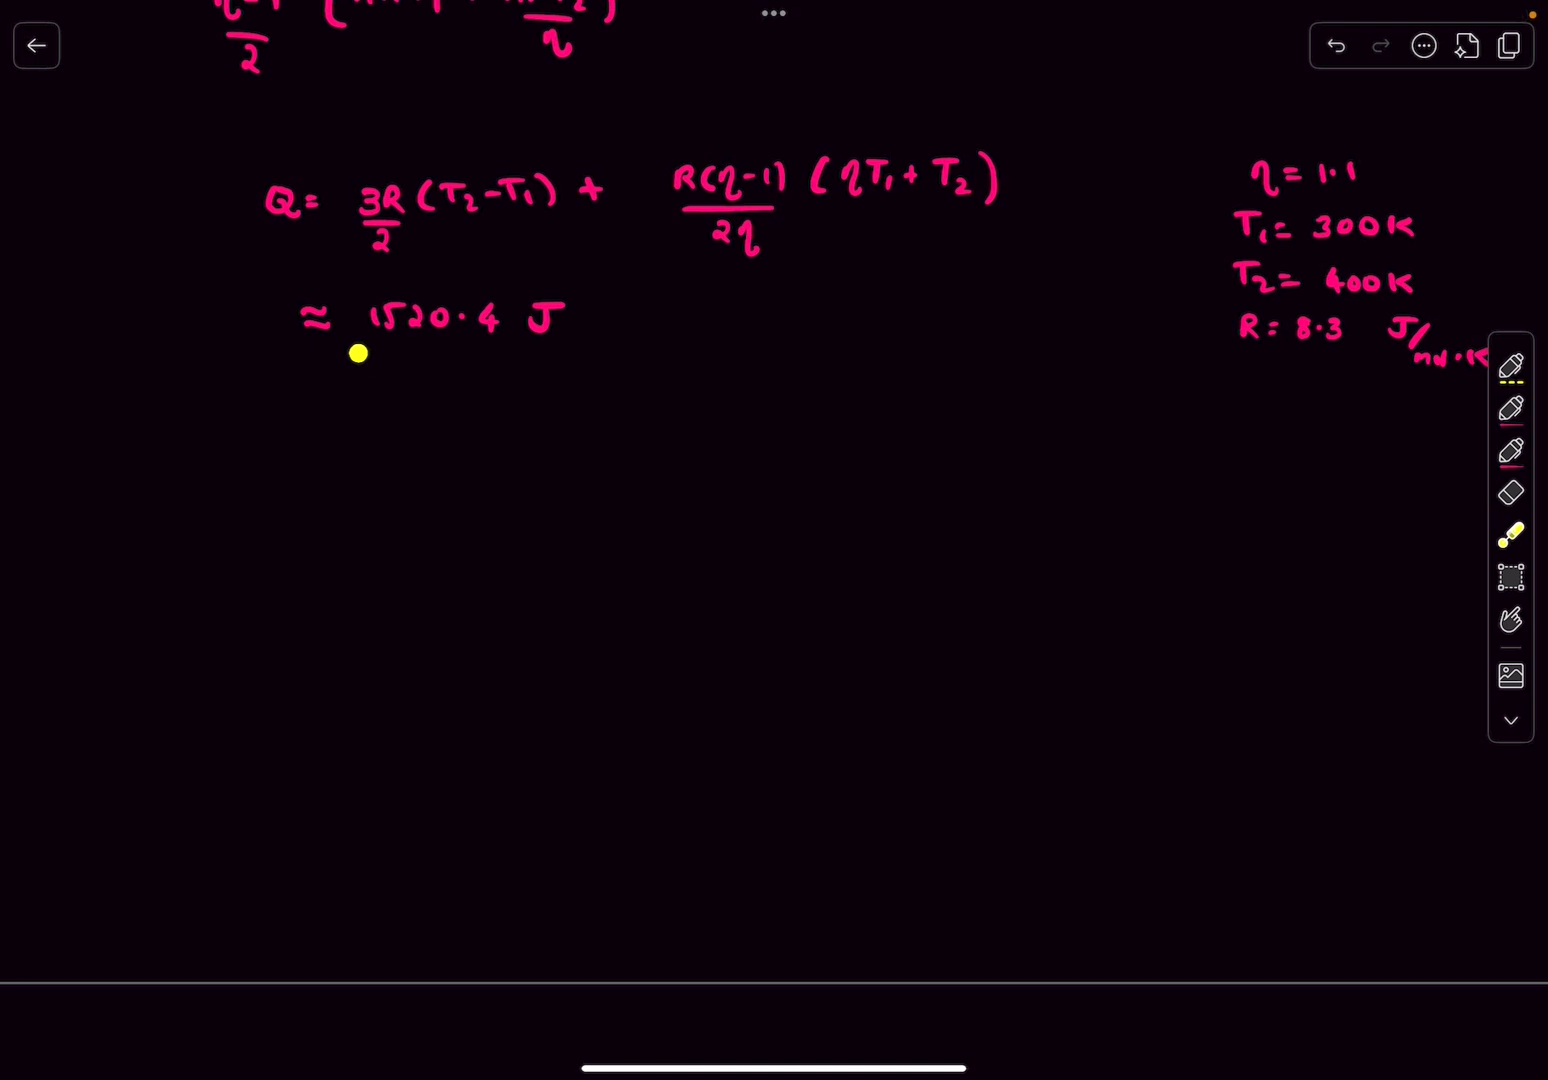 2
η
Q = 3R/2 (T₂-T₁) + R(η-1)/2η (ηT₁ + T₂)
≈ 1520.4 J
η = 1.1
T₁ = 300K
T₂ = 400K
R = 8.3 J/mol.K